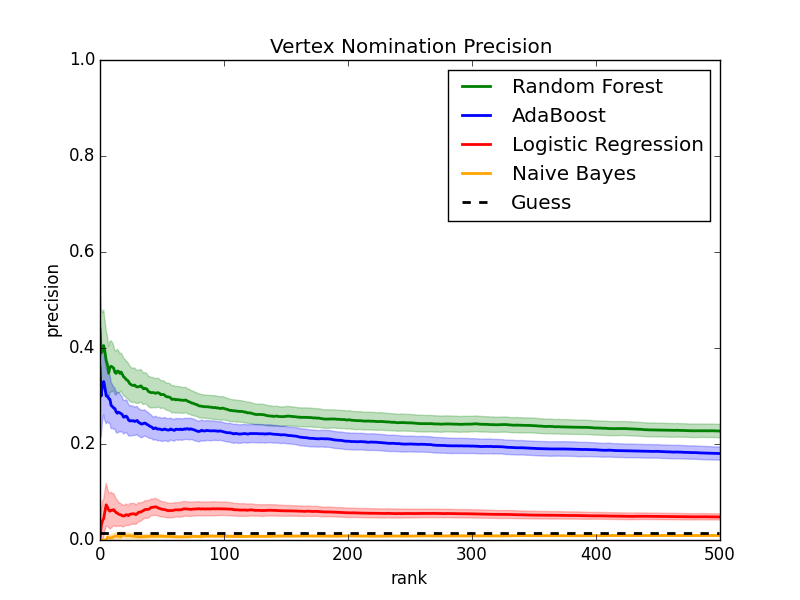 Vertex Nomination Precision
1.0
0.8
0.6
0.4
0.2
0.0
precision
Random Forest
AdaBoost
Logistic Regression
Naive Bayes
Guess
0 100 200 300 400 500
rank